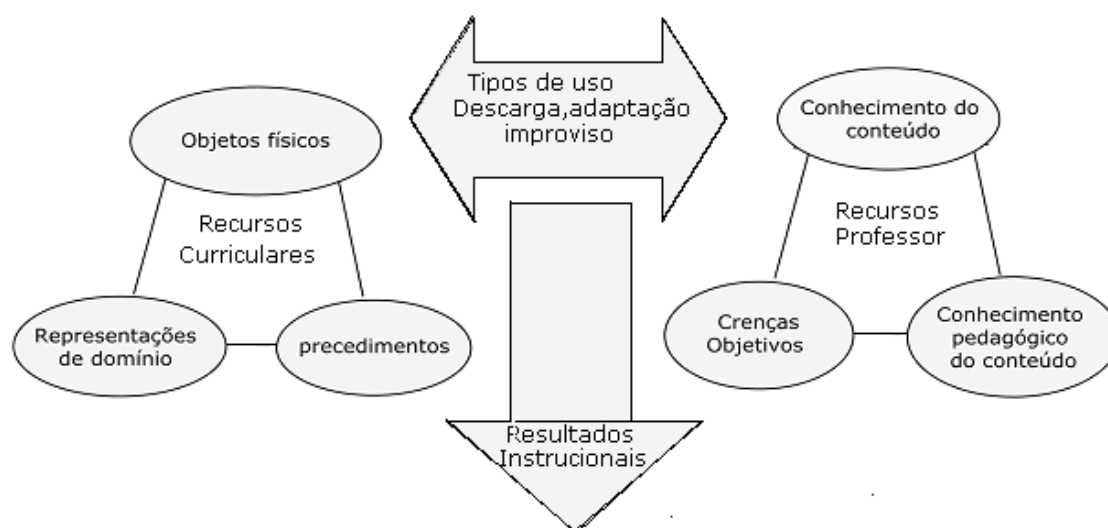 Tipos de uso
Descarga,adaptação
improviso
Objetos físicos
Recursos
Curriculares
Representações
de domínio
precedimentos
Conhecimento do
conteúdo
Recursos
Professor
Crenças
Objetivos
Conhecimento
pedagógico
do conteúdo
Resultados
Instrucionais